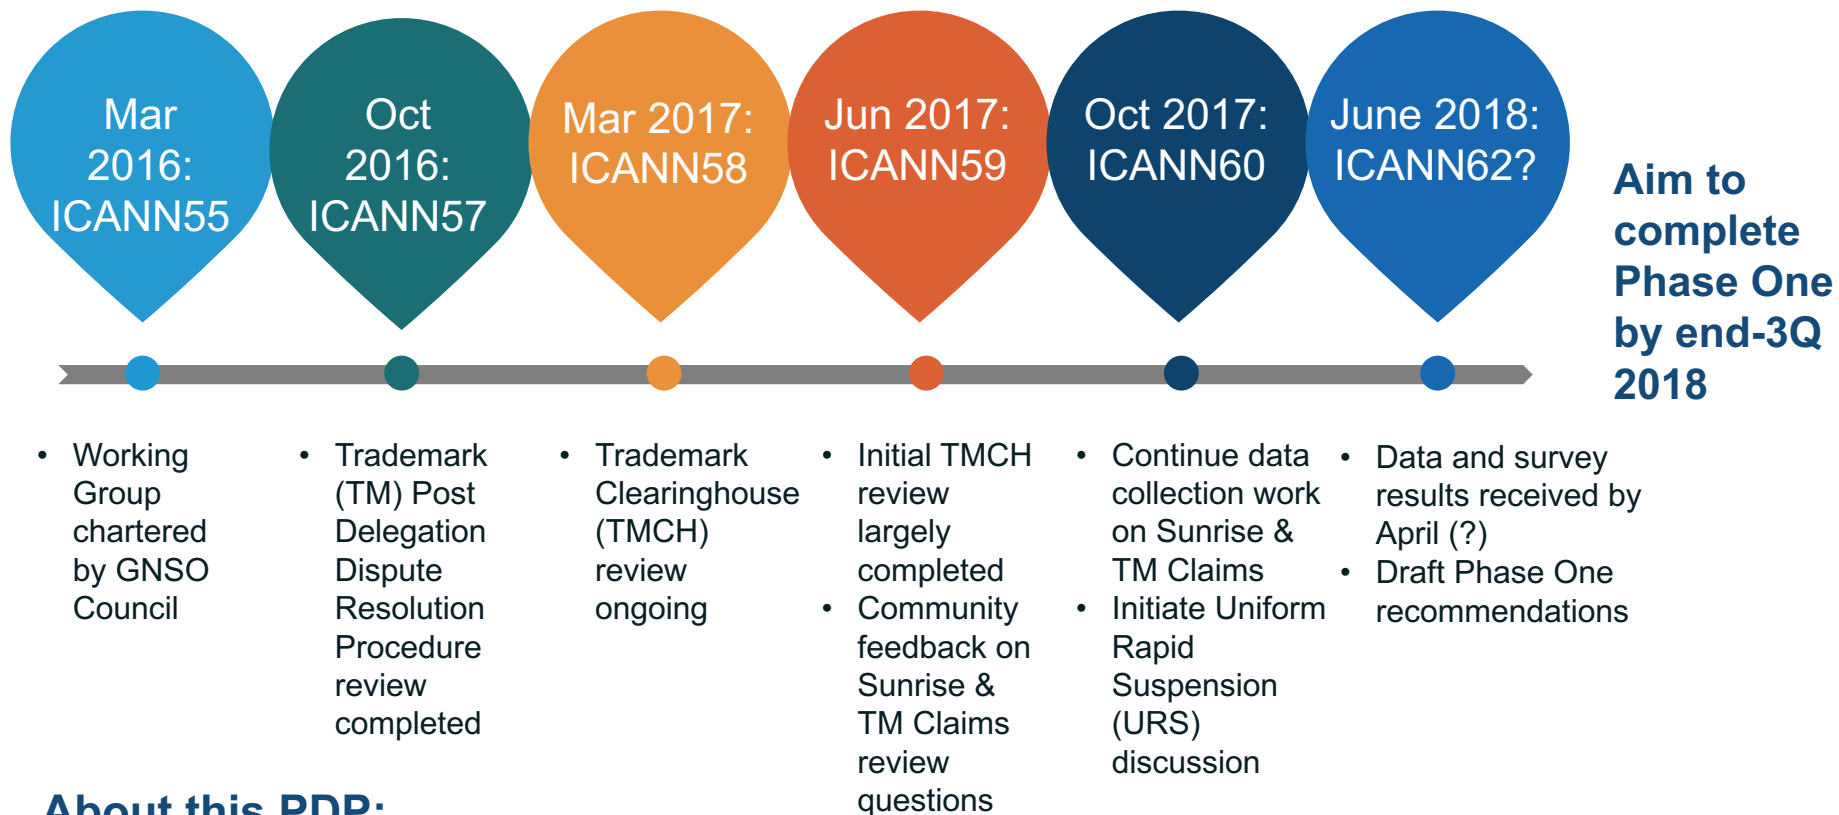 Mar
2016:
ICANN55
Oct
2016:
ICANN57
Mar 2017:
ICANN58
Jun 2017:
ICANN59
Oct 2017:
ICANN60
June 2018:
ICANN62?
Aim to
complete
Phase One
by end-3Q
2018
• Working
Group
chartered
by GNSO
Council
• Trademark
(TM) Post
Delegation
Dispute
Resolution
Procedure
review
completed
• Trademark
Clearinghouse
(TMCH)
review
ongoing
• Initial TMCH
review
largely
completed
• Community
feedback on
Sunrise &
TM Claims
review
questions
• Continue data
collection work
on Sunrise &
TM Claims
• Initiate Uniform
Rapid
Suspension
(URS)
discussion
• Data and survey
results received by
April (?)
• Draft Phase One
recommendations
About this PDP: